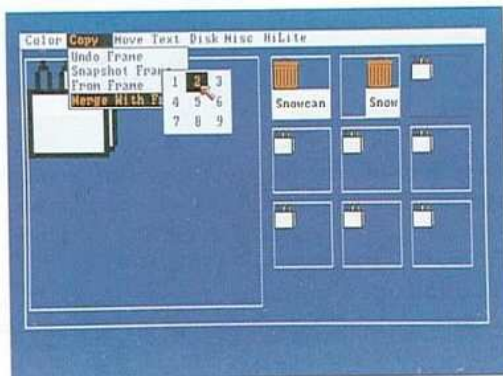 Color Copy Move Text Disk Misc HiLite
Undo Frame
Snapshot Frame
From Frame
Merge With Fra
1 2 3
4 5 6
7 8 9
Snowcan
Snow